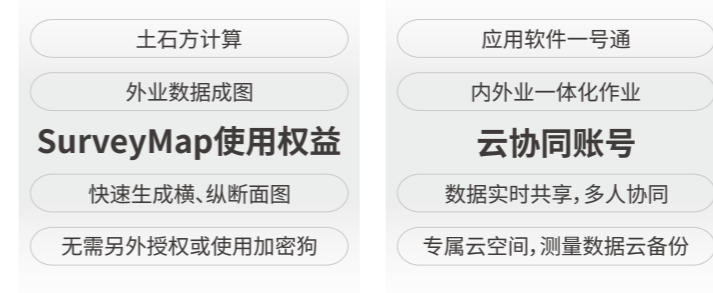 土石方计算
外业数据成图
SurveyMap使用权益
快速生成横、纵断面图
无需另外授权或使用加密狗
应用软件一号通
内外业一体化作业
云协同账号
数据实时共享,多人协同
专属云空间,测量数据云备份